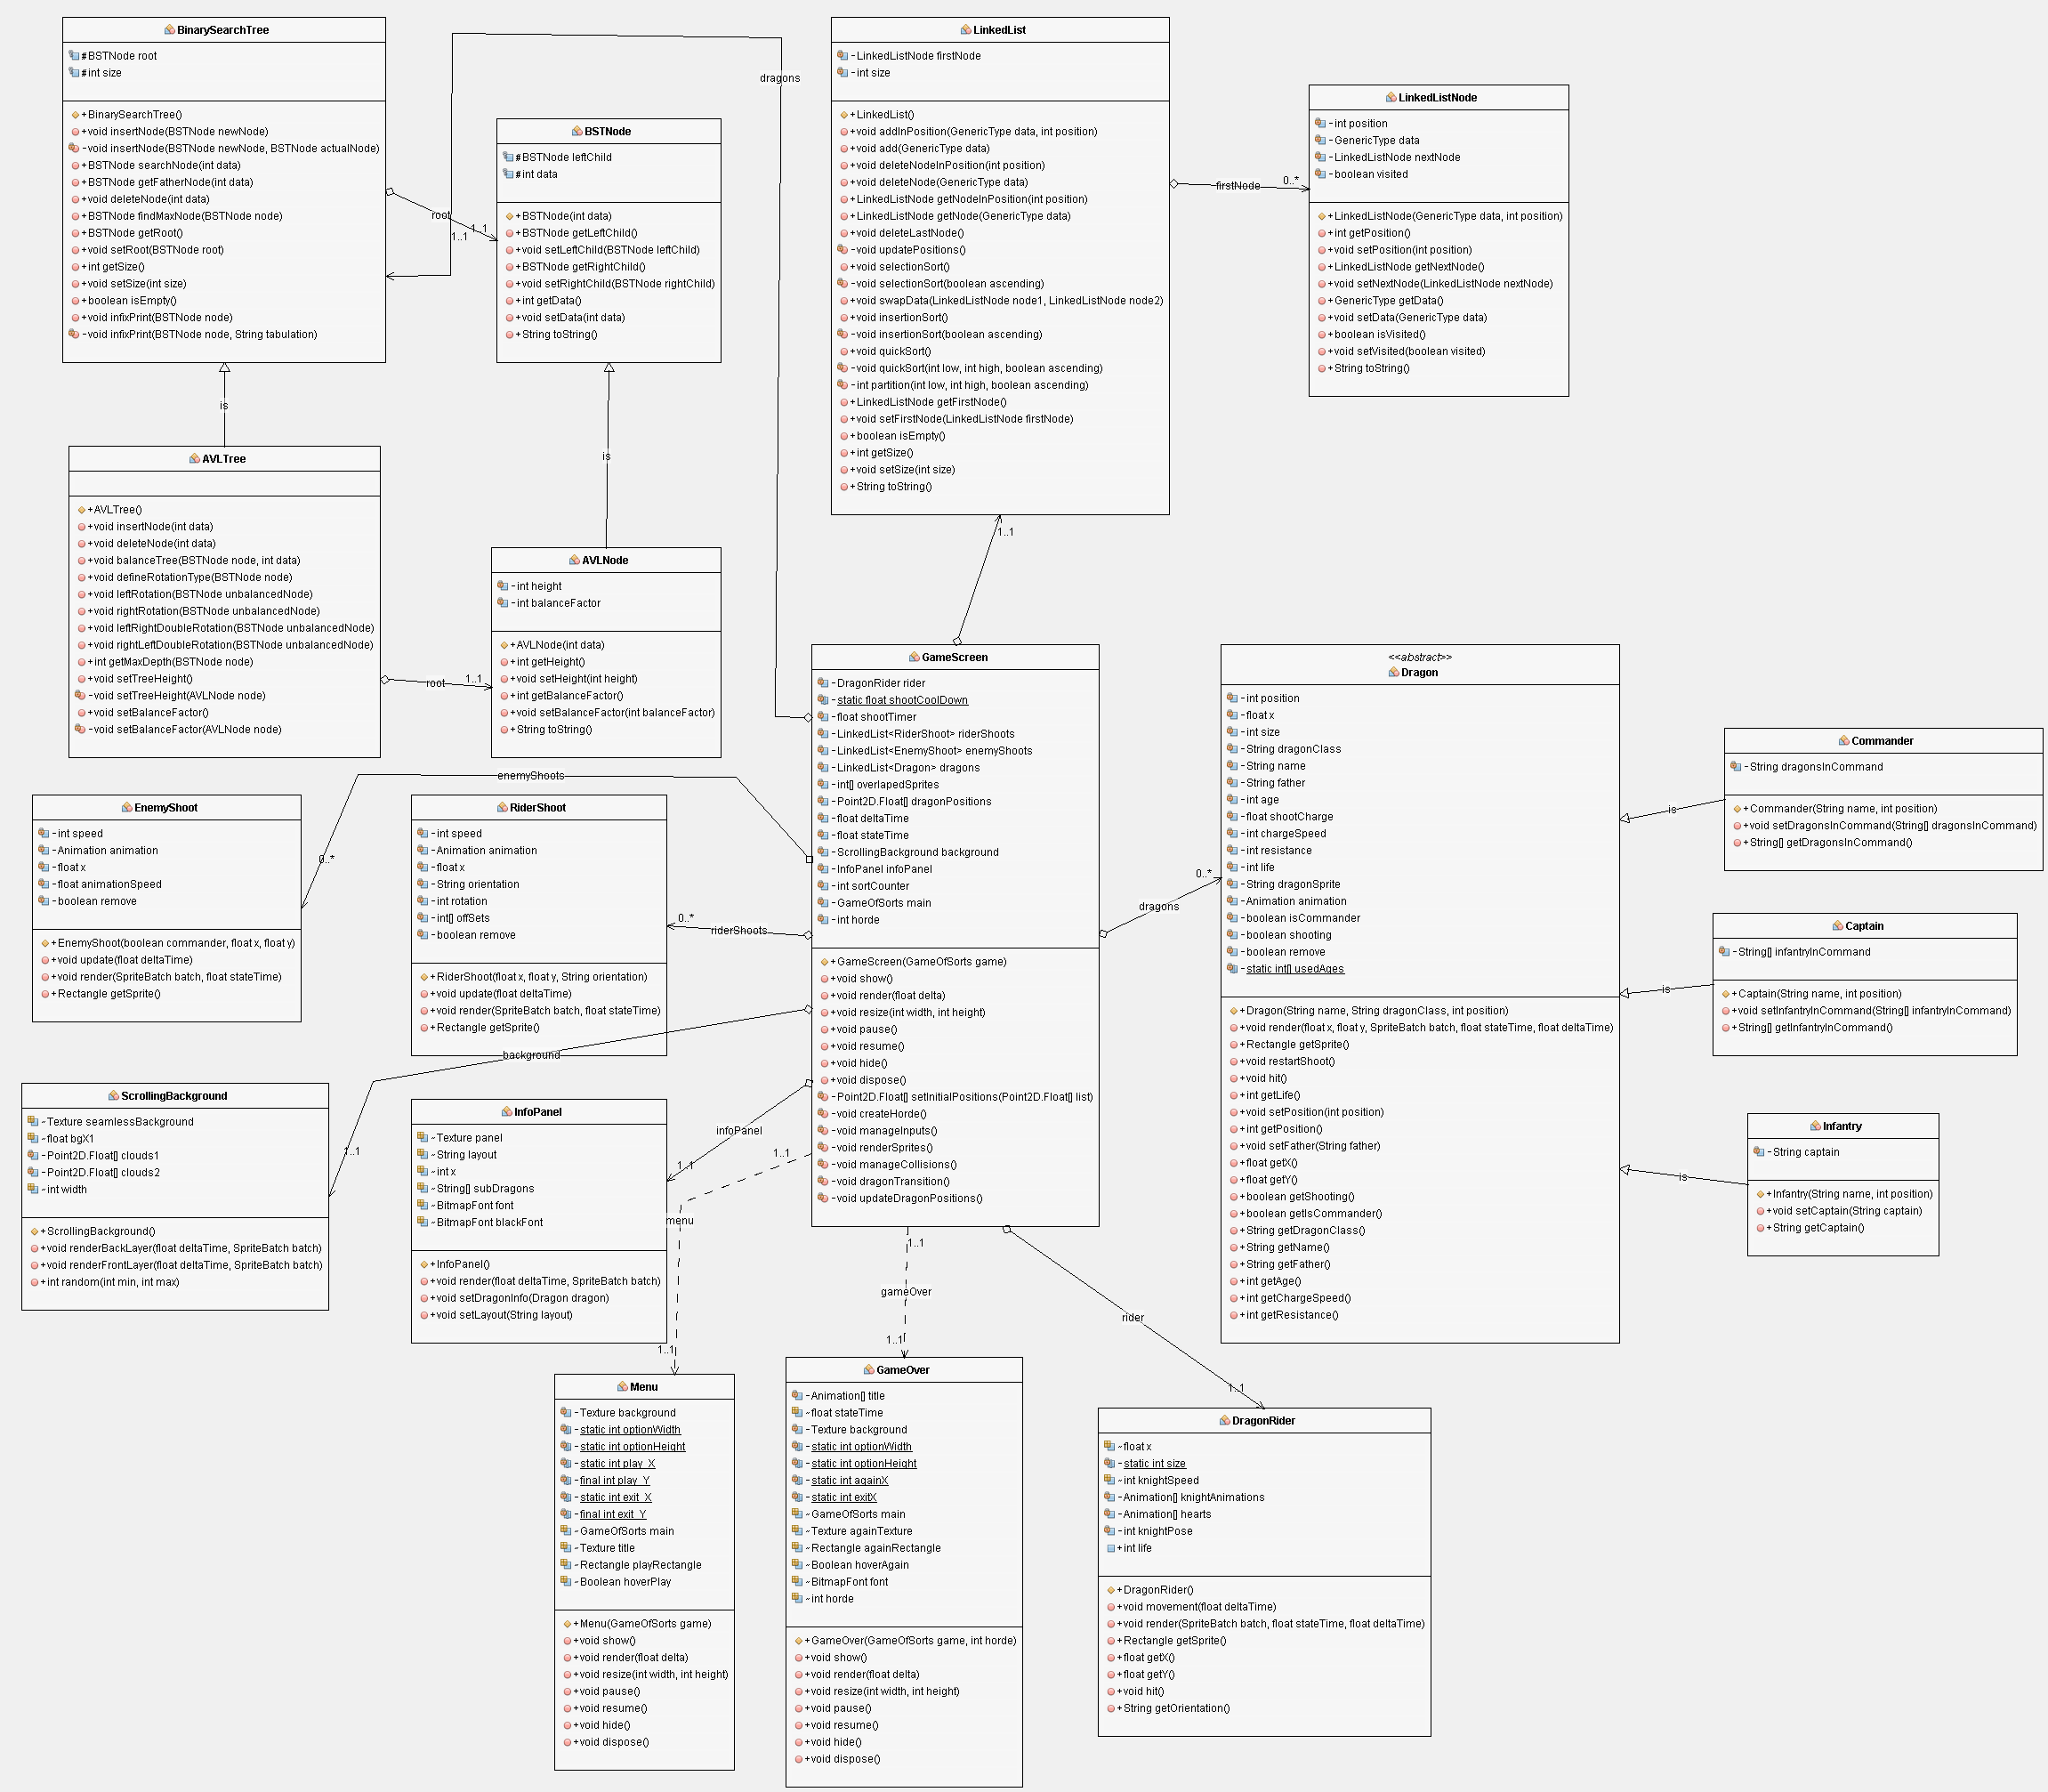 BinarySearchTree
#BSTNode root
#int size
+BinarySearchTree()
+void insertNode(BSTNode newNode)
-void insertNode(BSTNode newNode, BSTNode actualNode)
+BSTNode searchNode(int data)
+BSTNode getFatherNode(int data)
+void deleteNode(int data)
+BSTNode findMaxNode(BSTNode node)
+BSTNode getRoot()
+void setRoot(BSTNode root)
+int getSize()
+void setSize(int size)
+boolean isEmpty()
+void infixPrint(BSTNode node)
-void infixPrint(BSTNode node, String tabulation)
root
1..1
1..1
dragons
BSTNode
#BSTNode leftChild
#int data
+BSTNode(int data)
+BSTNode getLeftChild()
+void setLeftChild(BSTNode leftChild)
+BSTNode getRightChild()
+void setRightChild(BSTNode rightChild)
+int getData()
+void setData(int data)
+String toString()
LinkedList
-LinkedListNode firstNode
-int size
+LinkedList()
+void addInPosition(GenericType data, int position)
+void add(GenericType data)
+void deleteNodeInPosition(int position)
+void deleteNode(GenericType data)
+LinkedListNode getNodeInPosition(int position)
+LinkedListNode getNode(GenericType data)
+void deleteLastNode()
-void updatePositions()
+void selectionSort()
-void selectionSort(boolean ascending)
+void swapData(LinkedListNode node1, LinkedListNode node2)
+void insertionSort()
-void insertionSort(boolean ascending)
+void quickSort()
-void quickSort(int low, int high, boolean ascending)
-int partition(int low, int high, boolean ascending)
+LinkedListNode getFirstNode()
+void setFirstNode(LinkedListNode firstNode)
+boolean isEmpty()
+int getSize()
+void setSize(int size)
+String toString()
firstNode
0..*
LinkedListNode
-int position
-GenericType data
-LinkedListNode nextNode
-boolean visited
+LinkedListNode(GenericType data, int position)
+int getPosition()
+void setPosition(int position)
+LinkedListNode getNextNode()
+void setNextNode(LinkedListNode nextNode)
+GenericType getData()
+void setData(GenericType data)
+boolean isVisited()
+void setVisited(boolean visited)
+String toString()
is
is
1..1
AVLTree
+AVLTree()
+void insertNode(int data)
+void deleteNode(int data)
+void balanceTree(BSTNode node, int data)
+void defineRotationType(BSTNode node)
+void leftRotation(BSTNode unbalancedNode)
+void rightRotation(BSTNode unbalancedNode)
+void leftRightDoubleRotation(BSTNode unbalancedNode)
+void rightLeftDoubleRotation(BSTNode unbalancedNode)
+int getMaxDepth(BSTNode node)
+void setTreeHeight()
-void setTreeHeight(AVLNode node)
+void setBalanceFactor()
-void setBalanceFactor(AVLNode node)
root
1..1
AVLNode
-int height
-int balanceFactor
+AVLNode(int data)
+int getHeight()
+void setHeight(int height)
+int getBalanceFactor()
+void setBalanceFactor(int balanceFactor)
+String toString()
GameScreen
-DragonRider rider
-static float shootCoolDown
-float shootTimer
-LinkedList<RiderShoot> riderShoots
-LinkedList<EnemyShoot> enemyShoots
-LinkedList<Dragon> dragons
-int[] overlapedSprites
-Point2D.Float[] dragonPositions
-float deltaTime
-float stateTime
-ScrollingBackground background
-InfoPanel infoPanel
-int sortCounter
-GameOfSorts main
-int horde
+GameScreen(GameOfSorts game)
+void show()
+void render(float delta)
+void resize(int width, int height)
+void pause()
+void resume()
+void hide()
+void dispose()
-Point2D.Float[] setInitialPositions(Point2D.Float[] list)
-void createHorde()
-void manageInputs()
-void renderSprites()
-void manageCollisions()
-void dragonTransition()
-void updateDragonPositions()
dragons
0..*
<<abstract>>
Dragon
-int position
-float x
-int size
-String dragonClass
-String name
-String father
-int age
-float shootCharge
-int chargeSpeed
-int resistance
-int life
-String dragonSprite
-Animation animation
-boolean isCommander
-boolean shooting
-boolean remove
-static int[] usedAges
+Dragon(String name, String dragonClass, int position)
+void render(float x, float y, SpriteBatch batch, float stateTime, float deltaTime)
+Rectangle getSprite()
+void restartShoot()
+void hit()
+int getLife()
+void setPosition(int position)
+int getPosition()
+void setFather(String father)
+float getX()
+float getY()
+boolean getShooting()
+boolean getIsCommander()
+String getDragonClass()
+String getName()
+String getFather()
+int getAge()
+int getChargeSpeed()
+int getResistance()
is
Commander
-String dragonsInCommand
+Commander(String name, int position)
+void setDragonsInCommand(String[] dragonsInCommand)
+String[] getDragonsInCommand()
is
Captain
-String[] infantryInCommand
+Captain(String name, int position)
+void setInfantryInCommand(String[] infantryInCommand)
+String[] getInfantryInCommand()
is
Infantry
-String captain
+Infantry(String name, int position)
+void setCaptain(String captain)
+String getCaptain()
enemyShoots
0..*
EnemyShoot
-int speed
-Animation animation
-float x
-float animationSpeed
-boolean remove
+EnemyShoot(boolean commander, float x, float y)
+void update(float deltaTime)
+void render(SpriteBatch batch, float stateTime)
+Rectangle getSprite()
RiderShoot
-int speed
-Animation animation
-float x
-String orientation
-int rotation
-int[] offSets
-boolean remove
+RiderShoot(float x, float y, String orientation)
+void update(float deltaTime)
+void render(SpriteBatch batch, float stateTime)
+Rectangle getSprite()
0..*
riderShoots
background
1..1
ScrollingBackground
~Texture seamlessBackground
~float bgX1
-Point2D.Float[] clouds1
-Point2D.Float[] clouds2
~int width
+ScrollingBackground()
+void renderBackLayer(float deltaTime, SpriteBatch batch)
+void renderFrontLayer(float deltaTime, SpriteBatch batch)
+int random(int min, int max)
InfoPanel
~Texture panel
~String layout
~int x
~String[] subDragons
~BitmapFont font
~BitmapFont blackFont
+InfoPanel()
+void render(float deltaTime, SpriteBatch batch)
+void setDragonInfo(Dragon dragon)
+void setLayout(String layout)
infoPanel
1..1
1..1
menu
1..1
1..1
gameOver
1..1
rider
1..1
Menu
-Texture background
-static int optionWidth
-static int optionHeight
-static int play_X
-final int play_Y
-static int exit_X
-final int exit_Y
~GameOfSorts main
~Texture title
~Rectangle playRectangle
~Boolean hoverPlay
+Menu(GameOfSorts game)
+void show()
+void render(float delta)
+void resize(int width, int height)
+void pause()
+void resume()
+void hide()
+void dispose()
GameOver
-Animation[] title
~float stateTime
-Texture background
-static int optionWidth
-static int optionHeight
-static int againX
-static int exitX
~GameOfSorts main
~Texture againTexture
~Rectangle againRectangle
~Boolean hoverAgain
~BitmapFont font
~int horde
+GameOver(GameOfSorts game, int horde)
+void show()
+void render(float delta)
+void resize(int width, int height)
+void pause()
+void resume()
+void hide()
+void dispose()
DragonRider
~float x
-static int size
~int knightSpeed
-Animation[] knightAnimations
-Animation[] hearts
-int knightPose
+int life
+DragonRider()
+void movement(float deltaTime)
+void render(SpriteBatch batch, float stateTime, float deltaTime)
+Rectangle getSprite()
+float getX()
+float getY()
+void hit()
+String getOrientation()